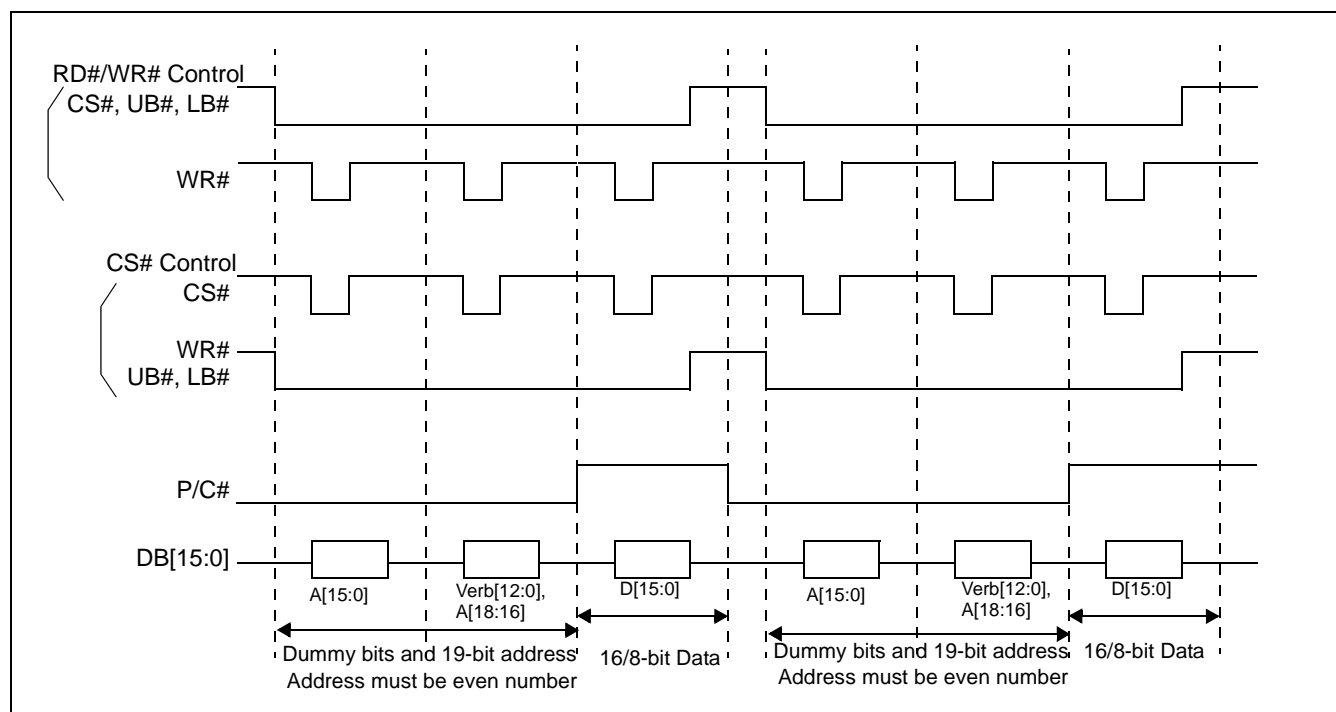 RD#/WR# Control
CS#, UB#, LB#
WR#
CS# Control
CS#
WR#
UB#, LB#
P/C#
DB[15:0]
A[15:0]
Verb[12:0],
A[18:16]
D[15:0]
A[15:0]
Verb[12:0],
A[18:16]
D[15:0]
Dummy bits and 19-bit address
Address must be even number
16/8-bit Data
Dummy bits and 19-bit address
Address must be even number
16/8-bit Data